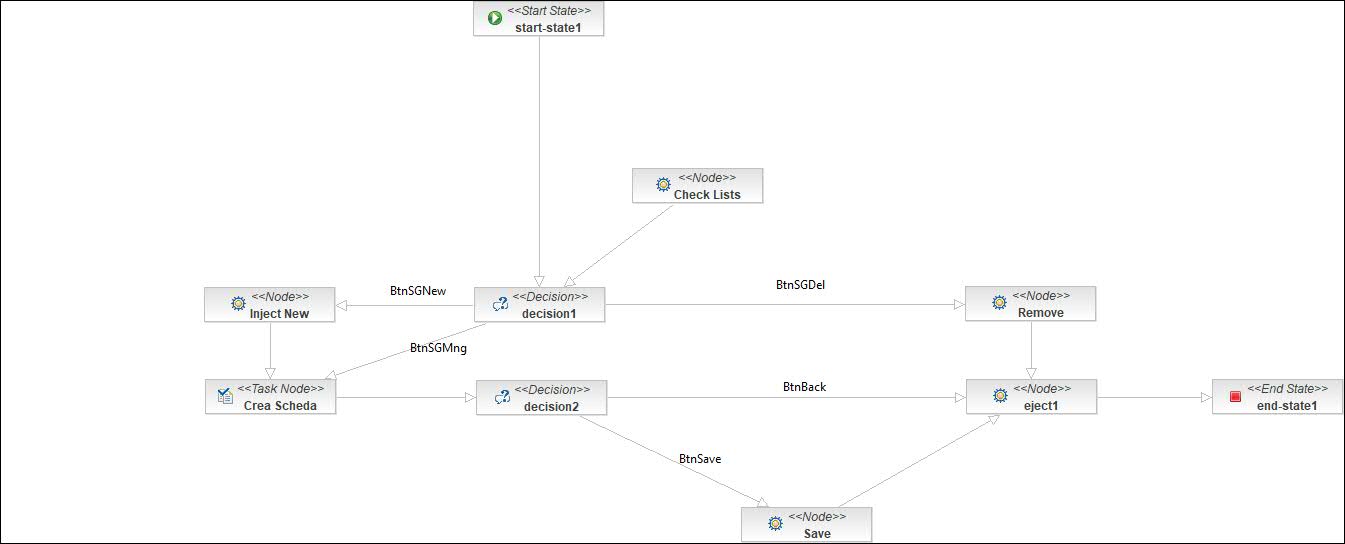 <<Start State>>
start-state1
<<Node>>
Check Lists
BtnSGNew
BtnSGDel
<<Node>>
Inject New
<<Decision>>
decision1
<<Node>>
Remove
BtnSGMng
<<Task Node>>
Crea Scheda
<<Decision>>
decision2
BtnBack
<<Node>>
eject1
<<End State>>
end-state1
BtnSave
<<Node>>
Save